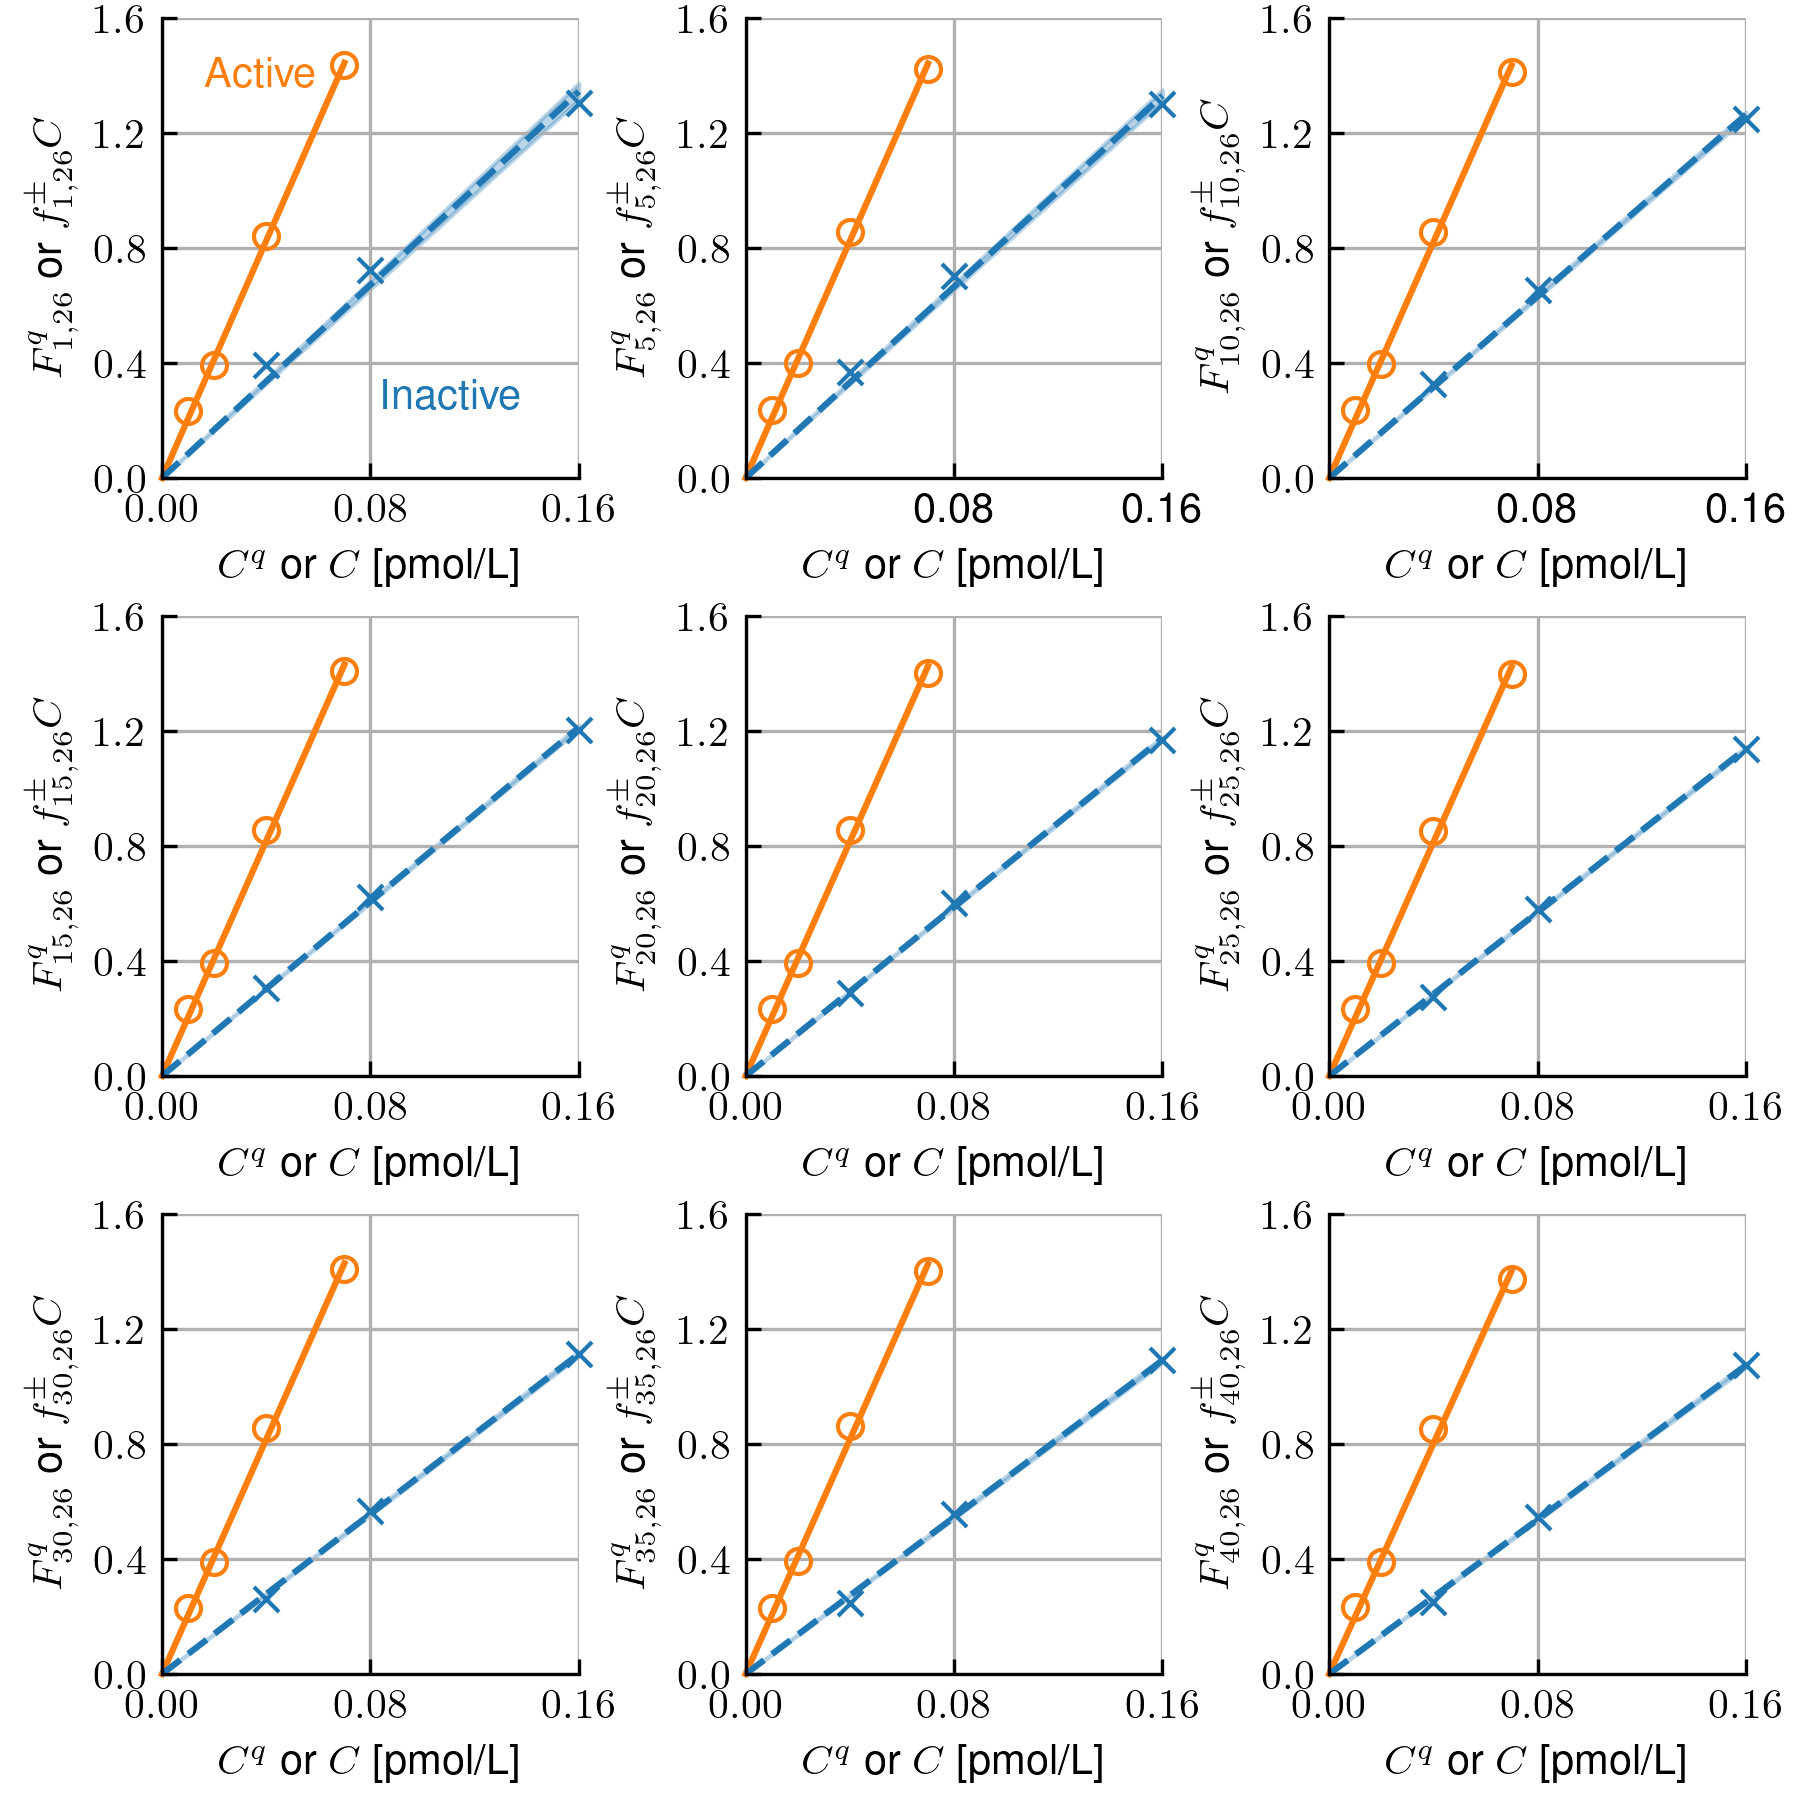 1.6
1.2
0.8
0.4
0.0
0.00 0.08 0.16
Active
Inactive
F^q_{1,26} or f^±_{1,26}C
C^q or C [pmol/L]
1.6
1.2
0.8
0.4
0.0
0.08 0.16
F^q_{5,26} or f^±_{5,26}C
C^q or C [pmol/L]
1.6
1.2
0.8
0.4
0.0
0.08 0.16
F^q_{10,26} or f^±_{10,26}C
C^q or C [pmol/L]
1.6
1.2
0.8
0.4
0.0
0.00 0.08 0.16
F^q_{15,26} or f^±_{15,26}C
C^q or C [pmol/L]
1.6
1.2
0.8
0.4
0.0
0.00 0.08 0.16
F^q_{20,26} or f^±_{20,26}C
C^q or C [pmol/L]
1.6
1.2
0.8
0.4
0.0
0.00 0.08 0.16
F^q_{25,26} or f^±_{25,26}C
C^q or C [pmol/L]
1.6
1.2
0.8
0.4
0.0
0.00 0.08 0.16
F^q_{30,26} or f^±_{30,26}C
C^q or C [pmol/L]
1.6
1.2
0.8
0.4
0.0
0.00 0.08 0.16
F^q_{35,26} or f^±_{35,26}C
C^q or C [pmol/L]
1.6
1.2
0.8
0.4
0.0
0.00 0.08 0.16
F^q_{40,26} or f^±_{40,26}C
C^q or C [pmol/L]